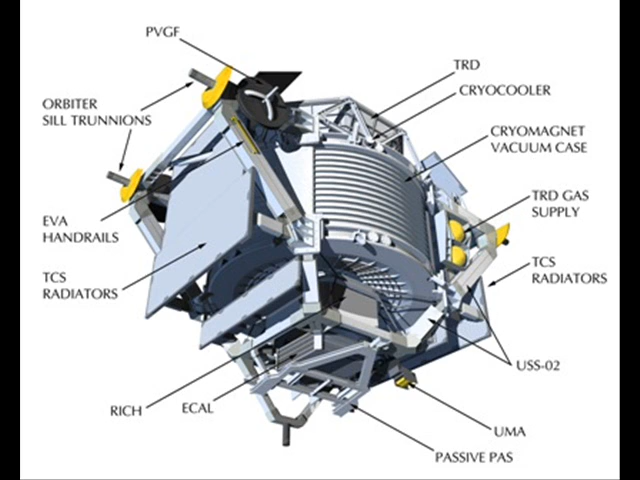 PVGF
TRD
CRYOCOOLER
ORBITER
SILL TRUNNIONS
CRYOMAGNET
VACUUM CASE
TRD GAS
SUPPLY
EVA
HANDRAILS
TCS
RADIATORS
TCS
RADIATORS
USS-02
RICH
ECAL
UMA
PASSIVE PAS